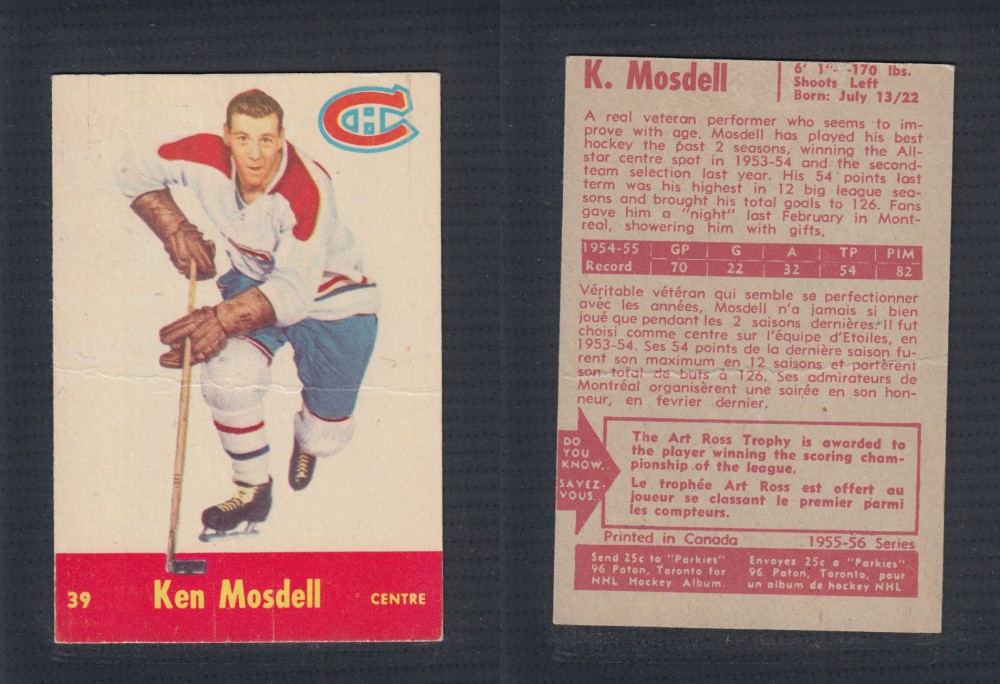 39 Ken Mosdell CENTRE
K. Mosdell
6' 1" -170 lbs.
Shoots Left
Born: July 13/22
A real veteran performer who seems to im-
prove with age. Mosdell has played his best
hockey the past 2 seasons, winning the All-
star centre spot in 1953-54 and the second-
team selection last year. His 54 points last
term was his highest in 12 big league sea-
sons and brought his total goals to 126. Fans
gave him a "night" last February in Mont-
real, showering him with gifts.
1954-55 GP G A TP PIM
Record 70 22 32 54 82
Véritable vétéran qui semble se perfectionner
avec les années, Mosdell n'a jamais si bien
joué que pendant les 2 saisons dernières. Il fut
choisi comme centre sur l'équipe d'Etoiles, en
1953-54. Ses 54 points de la dernière saison fu-
rent son maximum en 12 saisons et portèrent
son total de buts à 126. Ses admirateurs de
Montréal organisèrent une soirée en son hon-
neur, en fevrier dernier.
DO
YOU
KNOW..
SAVEZ-
VOUS..
The Art Ross Trophy is awarded to
the player winning the scoring cham-
pionship of the league.
Le trophée Art Ross est offert au
joueur se classant le premier parmi
les compteurs.
Printed in Canada 1955-56 Series
Send 25c to "Parkies"
96 Paton, Toronto for
NHL Hockey Album.
Envoyez 25c a "Parkies"
96 Paton, Toronto, pour
un album de hockey NHL